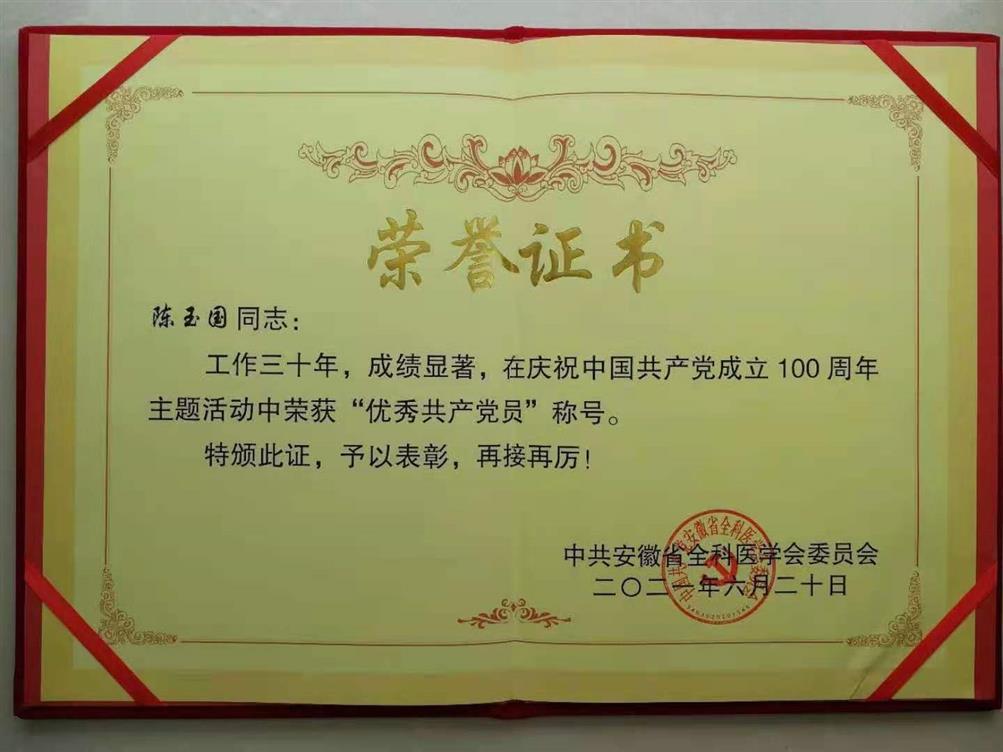 荣誉证书
陈玉国 同志：
工作三十年，成绩显著，在庆祝中国共产党成立100周年
主题活动中荣获“优秀共产党员”称号。
特颁此证，予以表彰，再接再厉！
中共安徽省全科医学会委员会
二〇二一年六月二十日